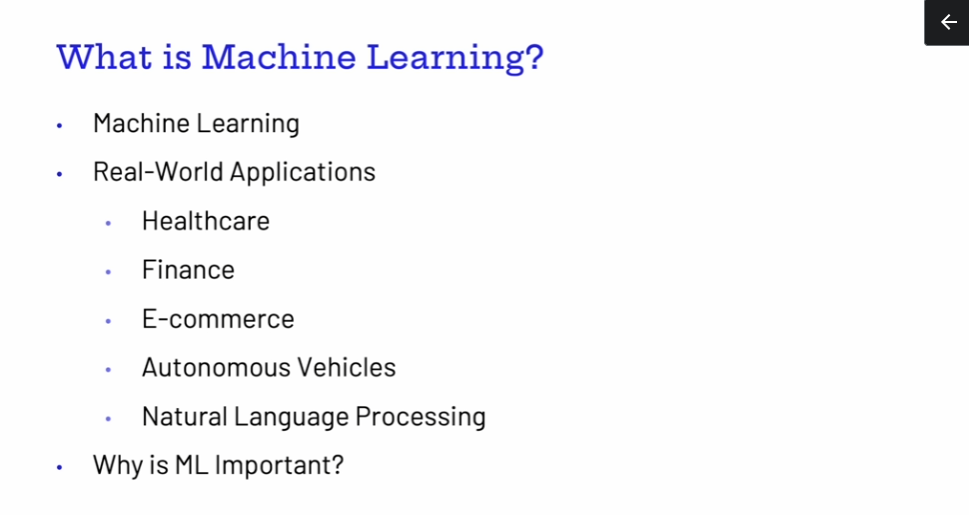 What is Machine Learning?
• Machine Learning
• Real-World Applications
• Healthcare
• Finance
• E-commerce
• Autonomous Vehicles
• Natural Language Processing
• Why is ML Important?